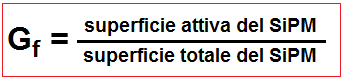 superficie attiva del SiPM
Gf =
superficie totale del SiPM